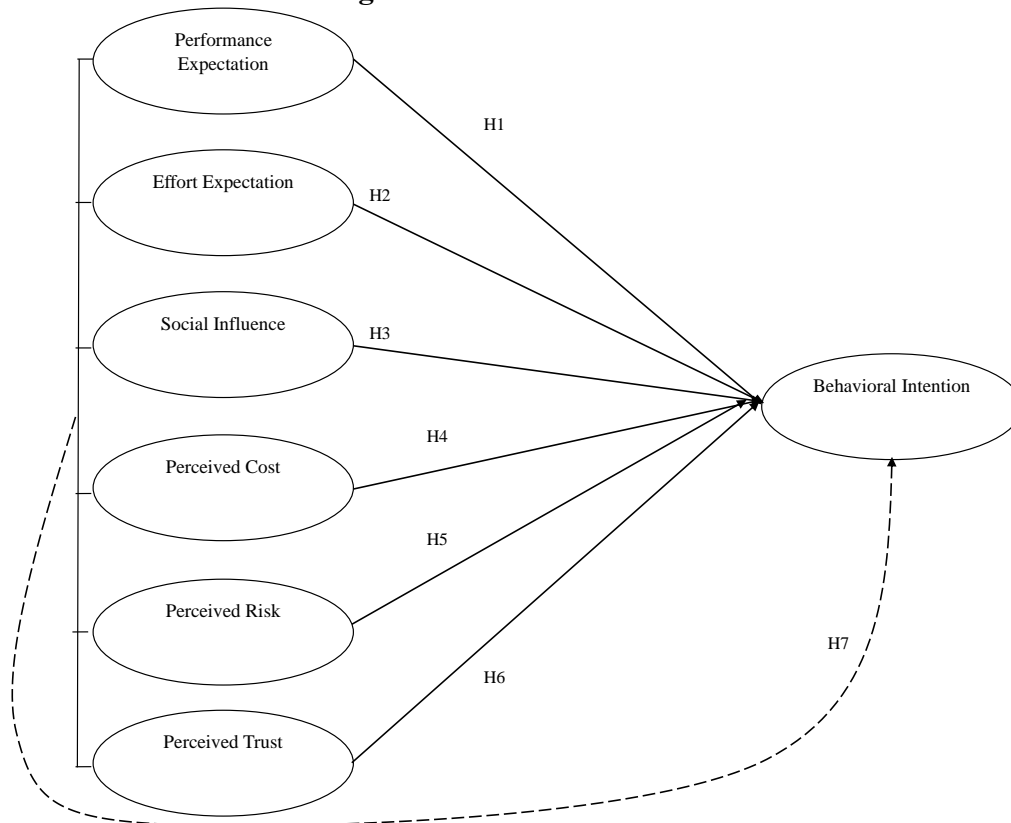 Performance
Expectation
H1
Effort Expectation
H2
Social Influence
H3
Behavioral Intention
Perceived Cost
H4
H5
Perceived Risk
H7
H6
Perceived Trust